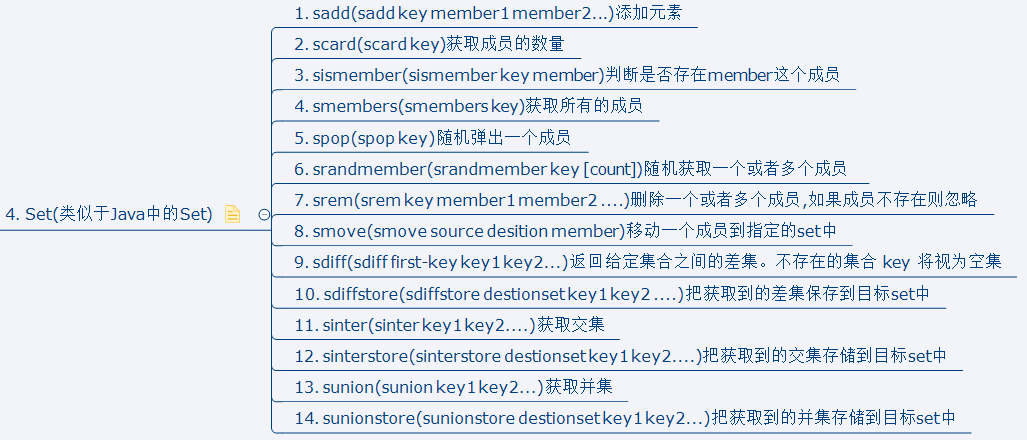 1. sadd(sadd key member1 member2...)添加元素
2. scard(scard key)获取成员的数量
3. sismember(sismember key member)判断是否存在member这个成员
4. smembers(smembers key)获取所有的成员
5. spop(spop key)随机弹出一个成员
6. srandmember(srandmember key [count])随机获取一个或者多个成员
4. Set(类似于Java中的Set)
7. srem(srem key member1 member2 ....)删除一个或者多个成员,如果成员不存在则忽略
8. smove(smove source desition member)移动一个成员到指定的set中
9. sdiff(sdiff first-key key1 key2...)返回给定集合之间的差集。不存在的集合 key 将视为空集
10. sdiffstore(sdiffstore destionset key1 key2 ....)把获取到的差集保存到目标set中
11. sinter(sinter key1 key2....)获取交集
12. sinterstore(sinterstore destionset key1 key2....)把获取到的交集存储到目标set中
13. sunion(sunion key1 key2...)获取并集
14. sunionstore(sunionstore destionset key1 key2...)把获取到的并集存储到目标set中